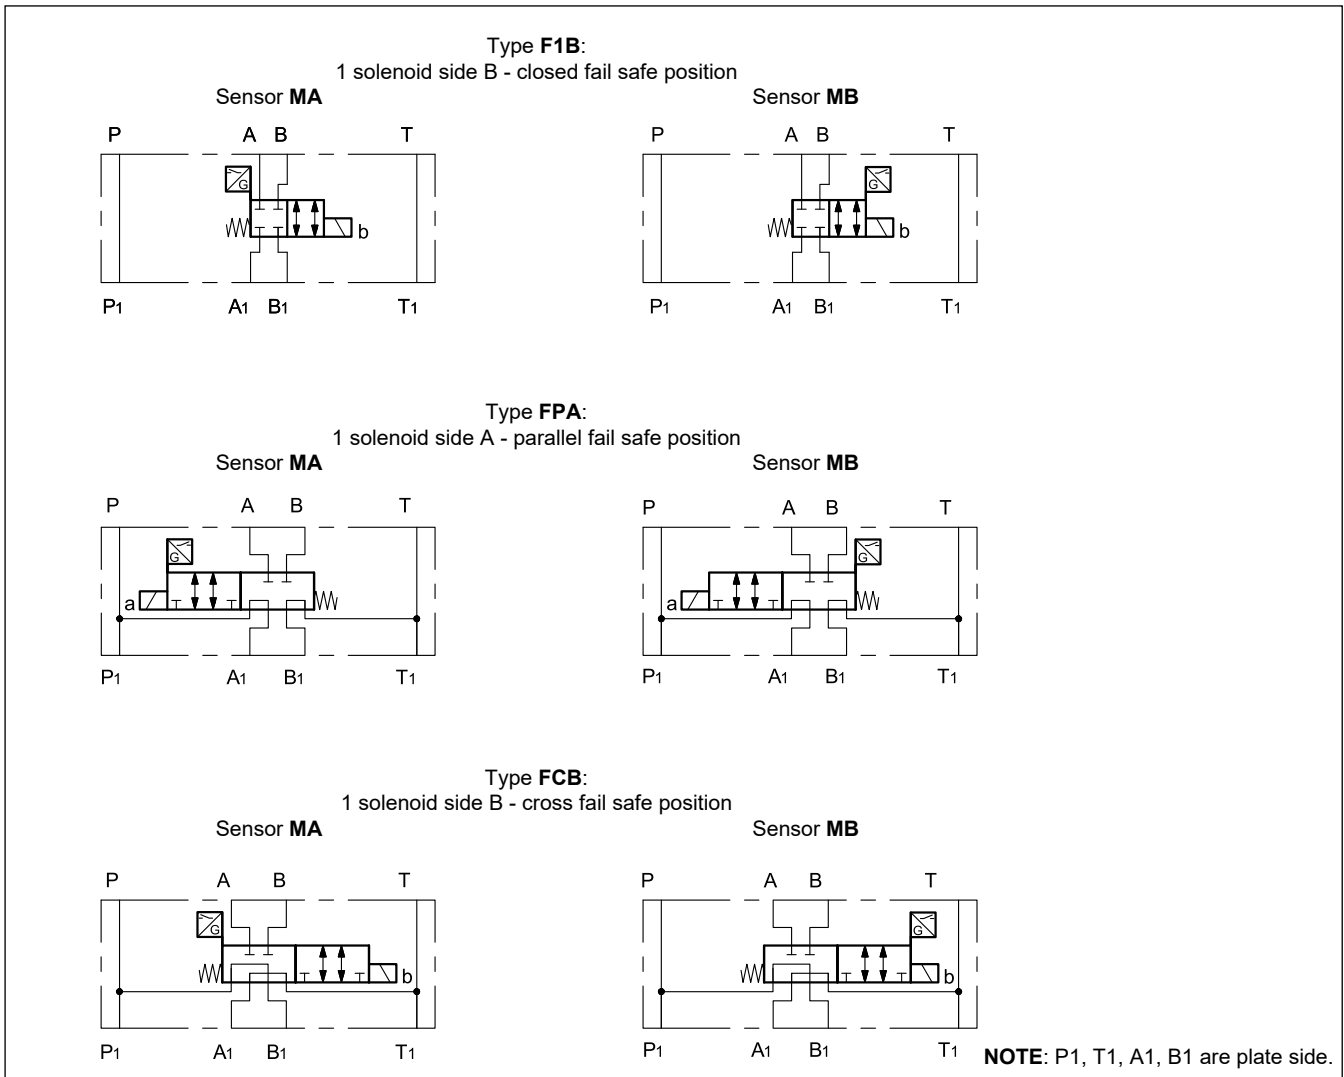 Type F1B:
1 solenoid side B - closed fail safe position
Sensor MA Sensor MB
P A B T P A B T
G G
b b
P1 A1 B1 T1 P1 A1 B1 T1
Type FPA:
1 solenoid side A - parallel fail safe position
Sensor MA Sensor MB
P A B T P A B T
G G
a a
P1 A1 B1 T1 P1 A1 B1 T1
Type FCB:
1 solenoid side B - cross fail safe position
Sensor MA Sensor MB
P A B T P A B T
G G
b b
P1 A1 B1 T1 P1 A1 B1 T1
NOTE: P1, T1, A1, B1 are plate side.